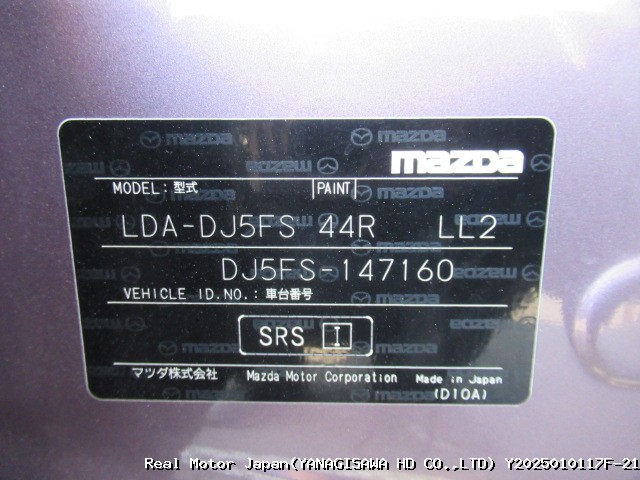 mazda
MODEL: 型式 PAINT
LDA-DJ5FS 44R LL2
DJ5FS-147160
VEHICLE ID.NO.: 車台番号
SRS I
マツダ株式会社 Mazda Motor Corporation Made in Japan
(D10A)
Real Motor Japan(YANAGISAWA HD CO.,LTD) Y2025010117F-21